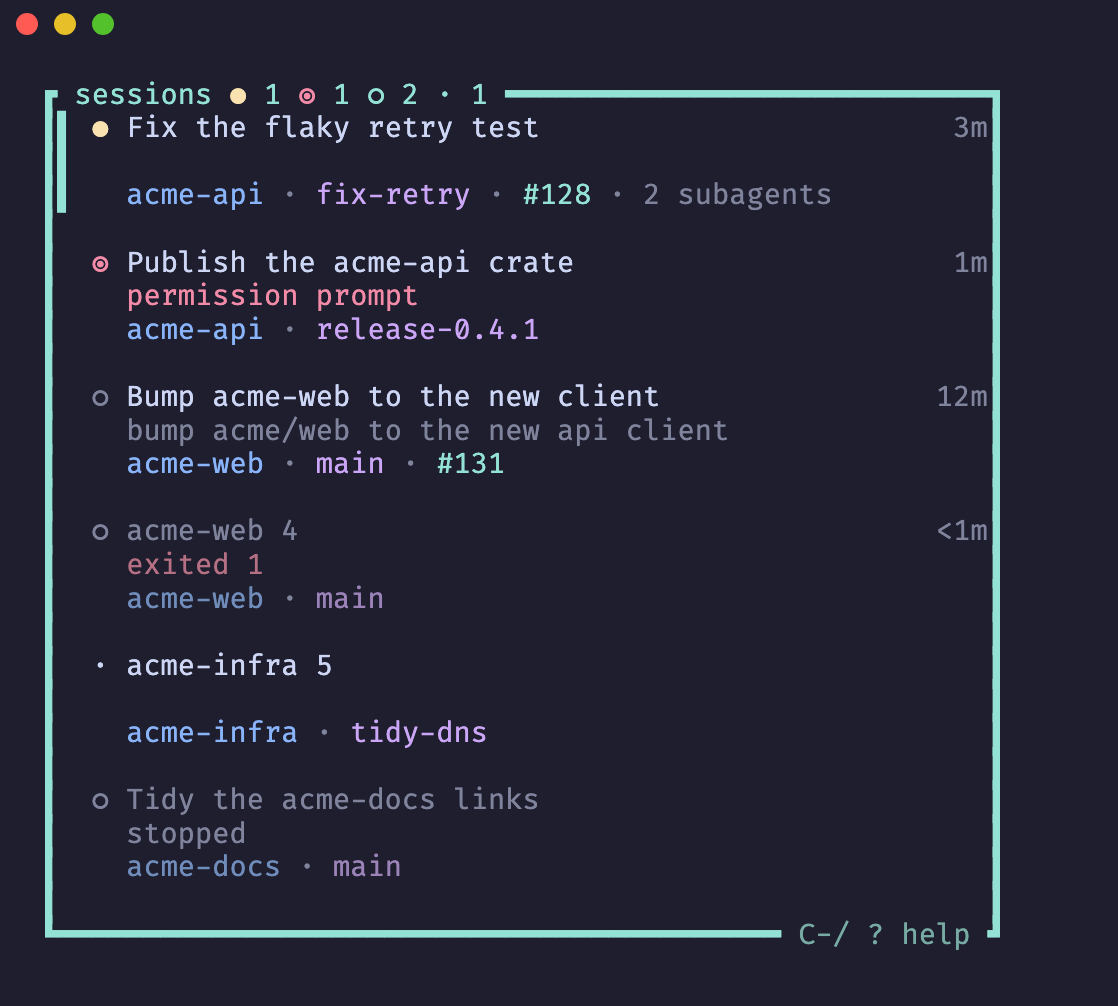 sessions ● 1 ◉ 1 ○ 2 · 1
● Fix the flaky retry test 3m
acme-api · fix-retry · #128 · 2 subagents
◉ Publish the acme-api crate 1m
permission prompt
acme-api · release-0.4.1
○ Bump acme-web to the new client 12m
bump acme/web to the new api client
acme-web · main · #131
○ acme-web 4 <1m
exited 1
acme-web · main
· acme-infra 5
acme-infra · tidy-dns
○ Tidy the acme-docs links
stopped
acme-docs · main
C-/ ? help